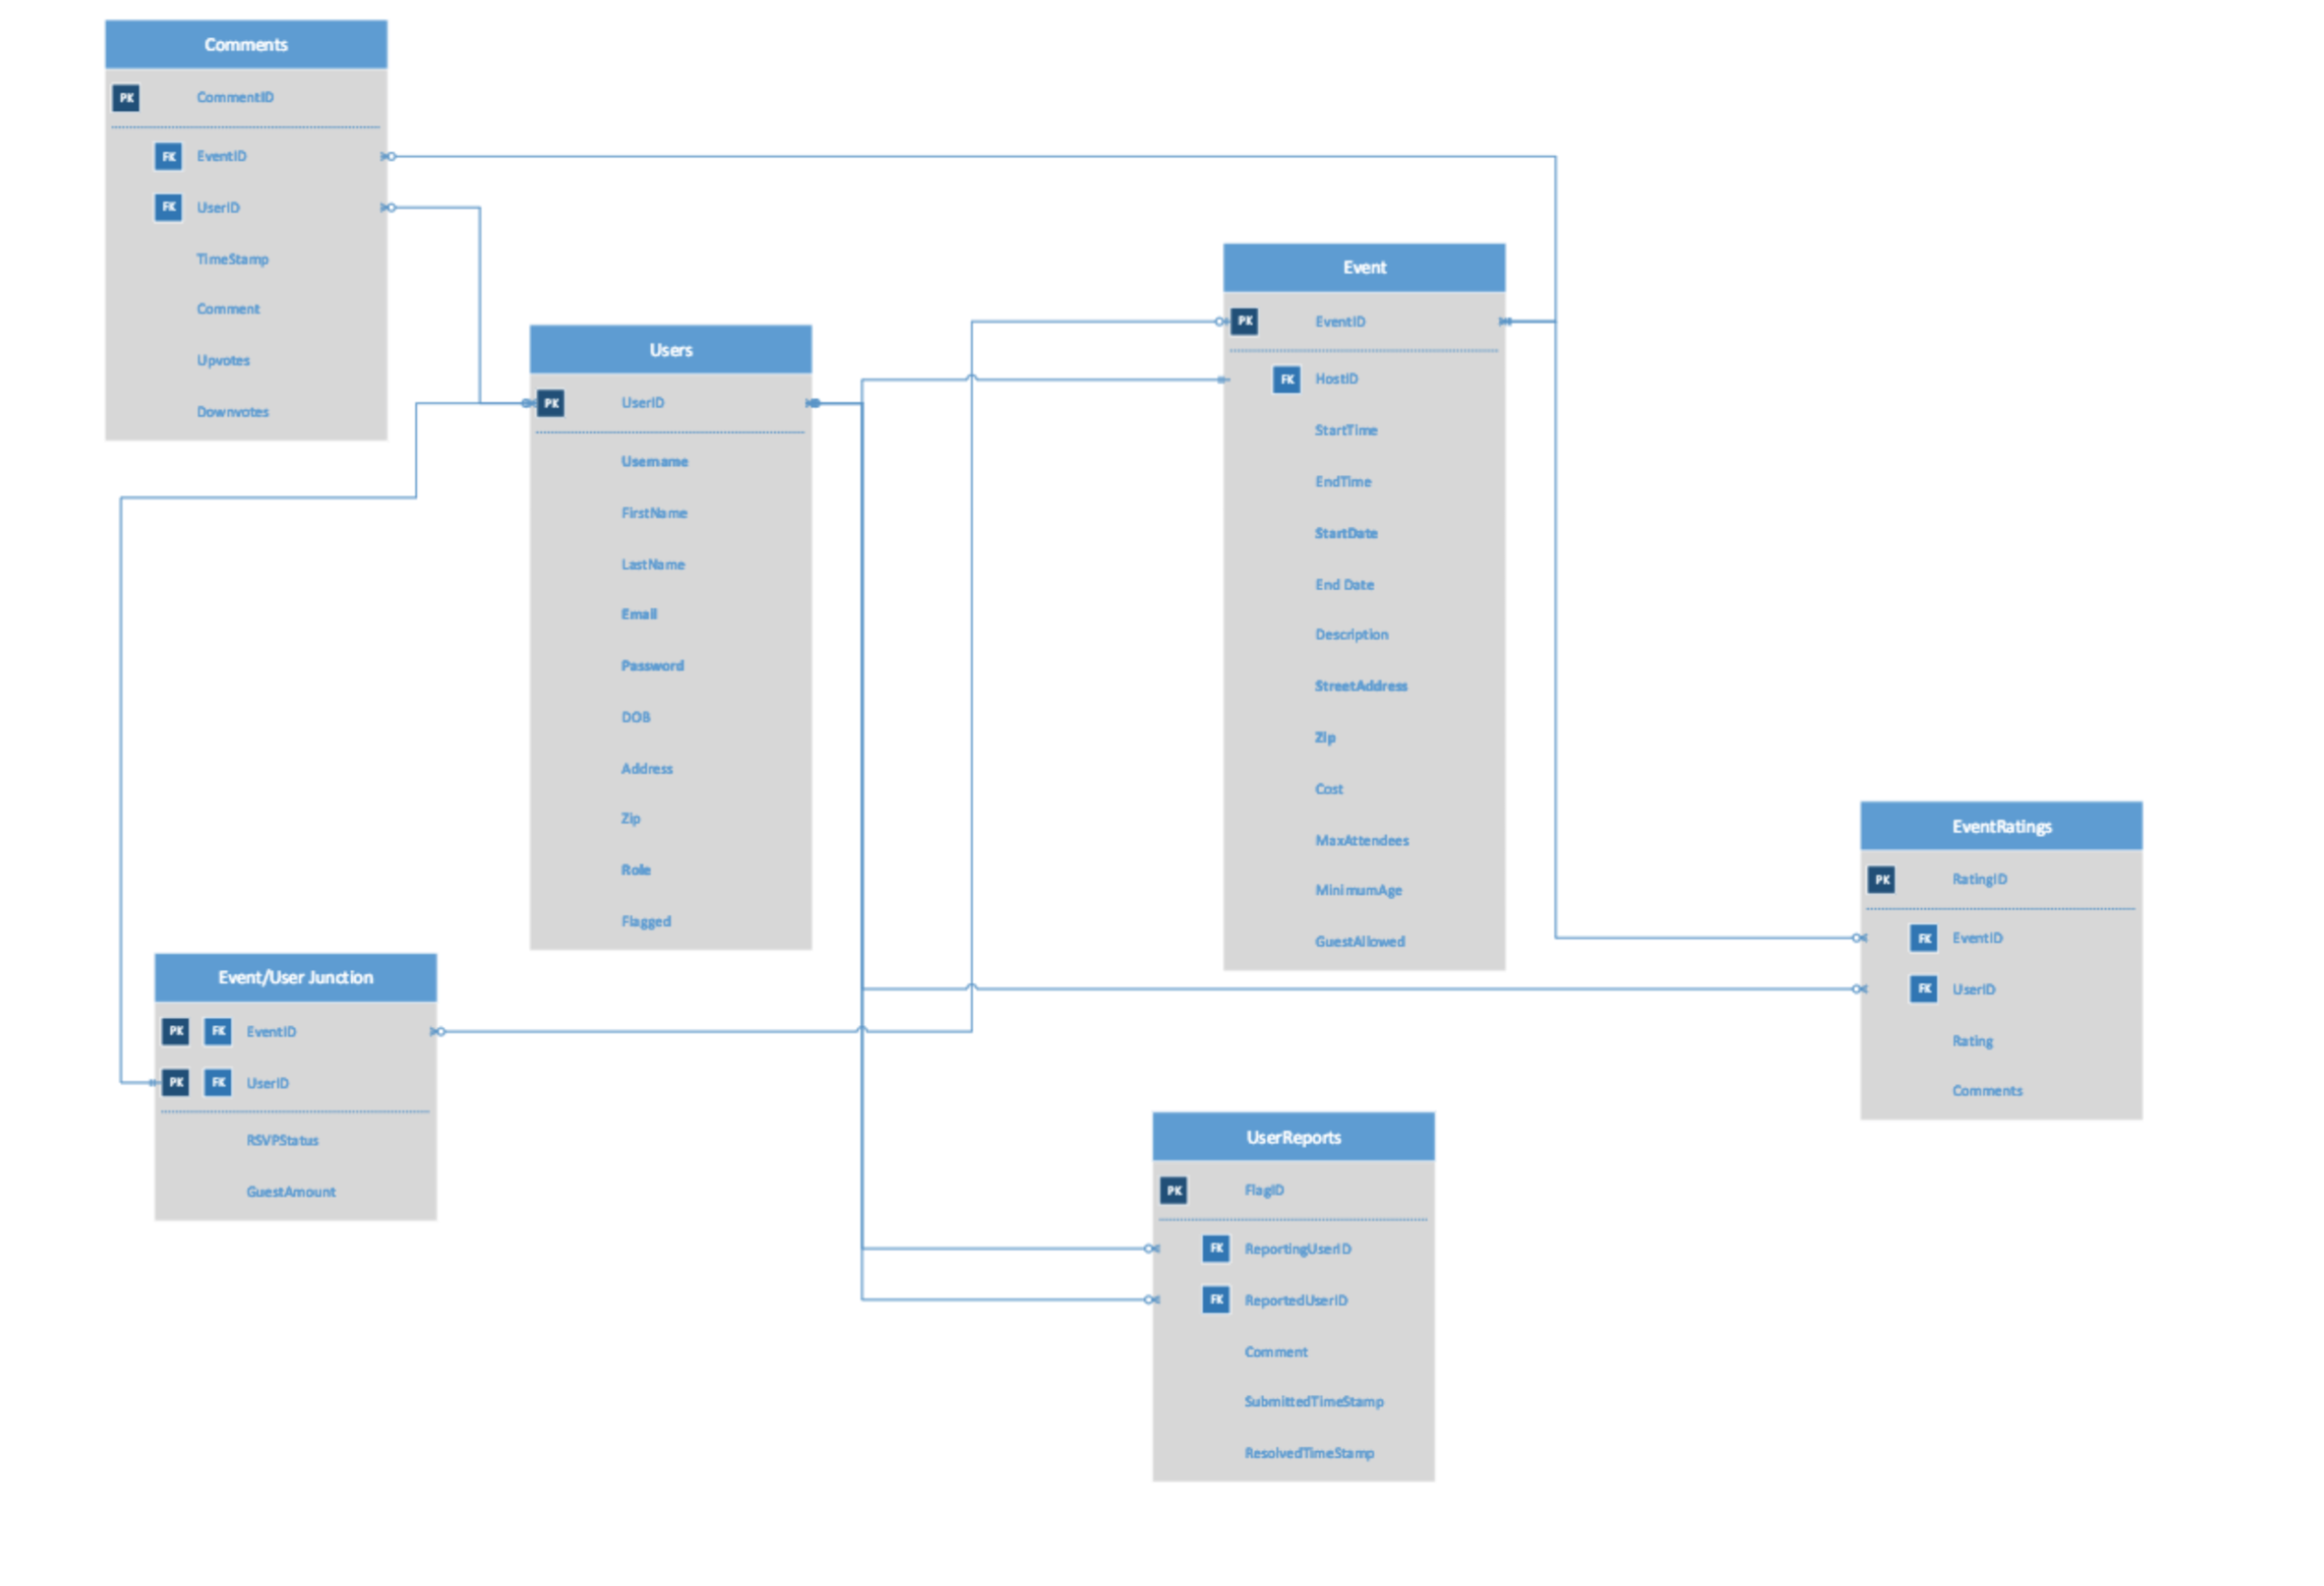 Comments
PK CommentID
FK EventID
FK UserID
TimeStamp
Comment
Upvotes
Downvotes
Users
PK UserID
Username
FirstName
LastName
Email
Password
DOB
Address
Zip
Role
Flagged
Event
PK EventID
FK HostID
StartTime
EndTime
StartDate
End Date
Description
StreetAddress
Zip
Cost
MaxAttendees
MinimumAge
GuestAllowed
EventRatings
PK RatingID
FK EventID
FK UserID
Rating
Comments
Event/User Junction
PK FK EventID
PK FK UserID
RSVPStatus
GuestAmount
UserReports
PK FlagID
FK ReportingUserID
FK ReportedUserID
Comment
SubmittedTimeStamp
ResolvedTimeStamp